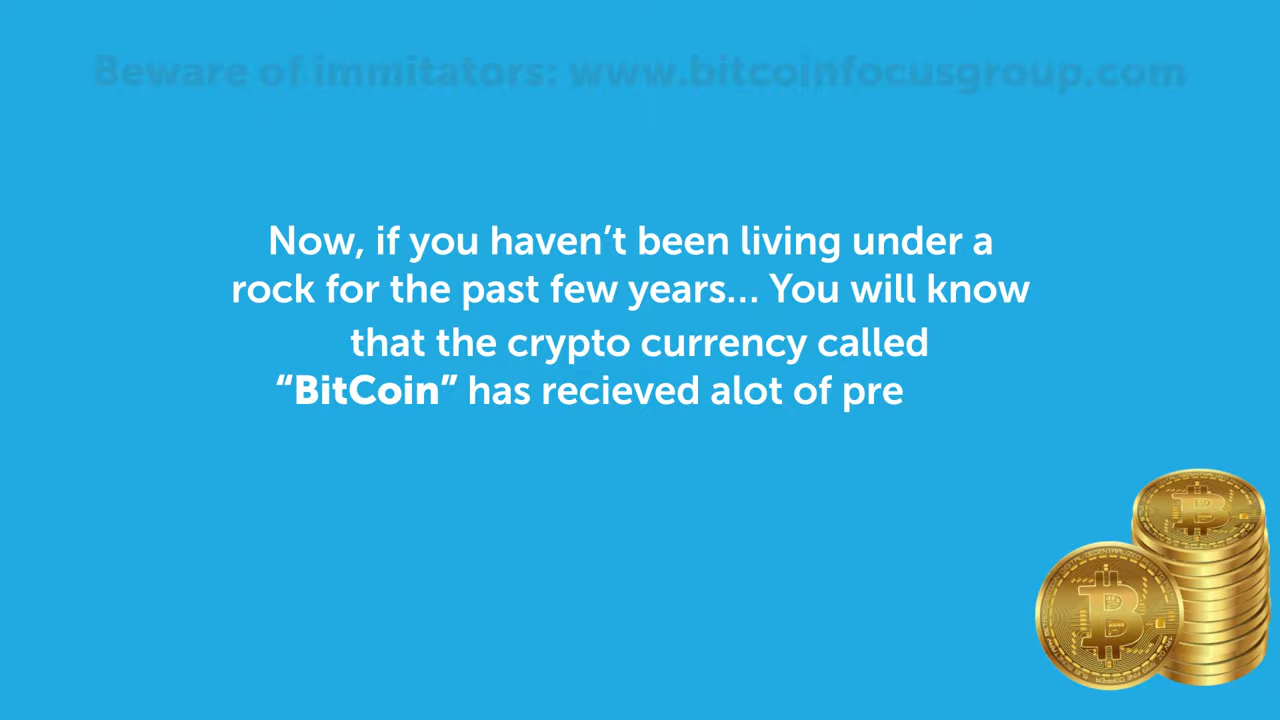 Beware of immitators: www.bitcoinfocusgroup.com
Now, if you haven’t been living under a
rock for the past few years... You will know
that the crypto currency called
“BitCoin” has recieved alot of pre